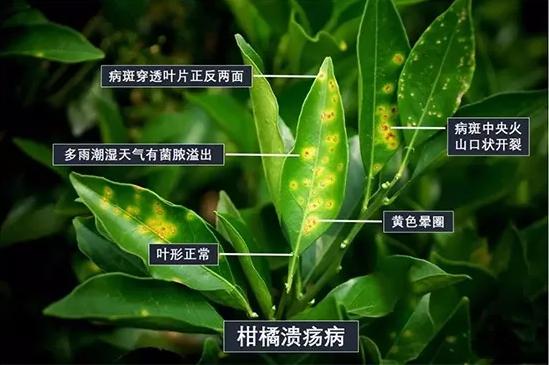 病斑穿透叶片正反两面
病斑中央火
山口状开裂
多雨潮湿天气有菌脓溢出
黄色晕圈
叶形正常
柑橘溃疡病